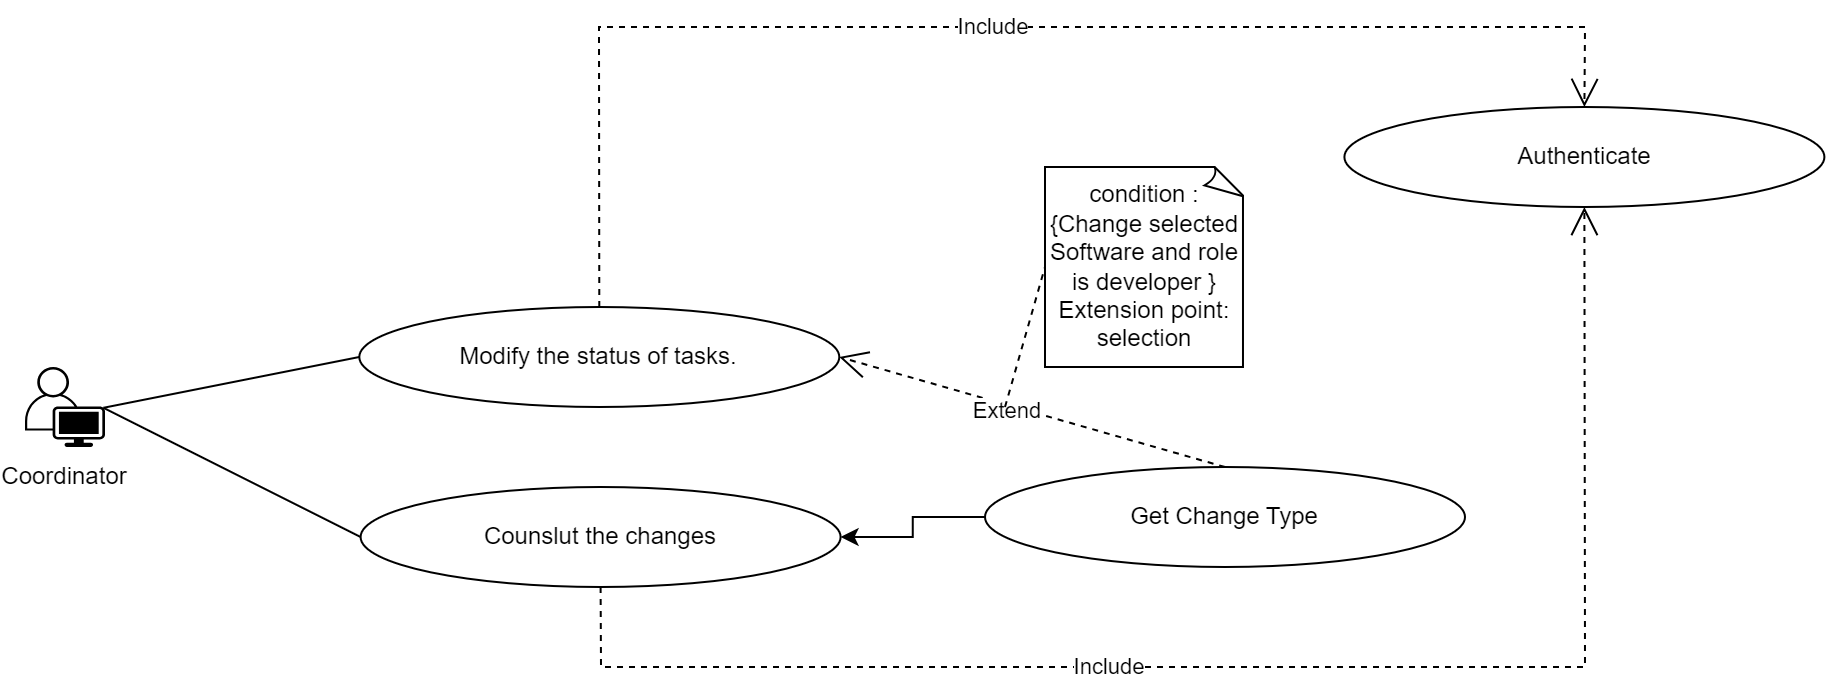 Include
Authenticate
condition :
{Change selected
Software and role
is developer }
Extension point:
selection
Modify the status of tasks.
Extend
Coordinator
Counslut the changes
Get Change Type
Include